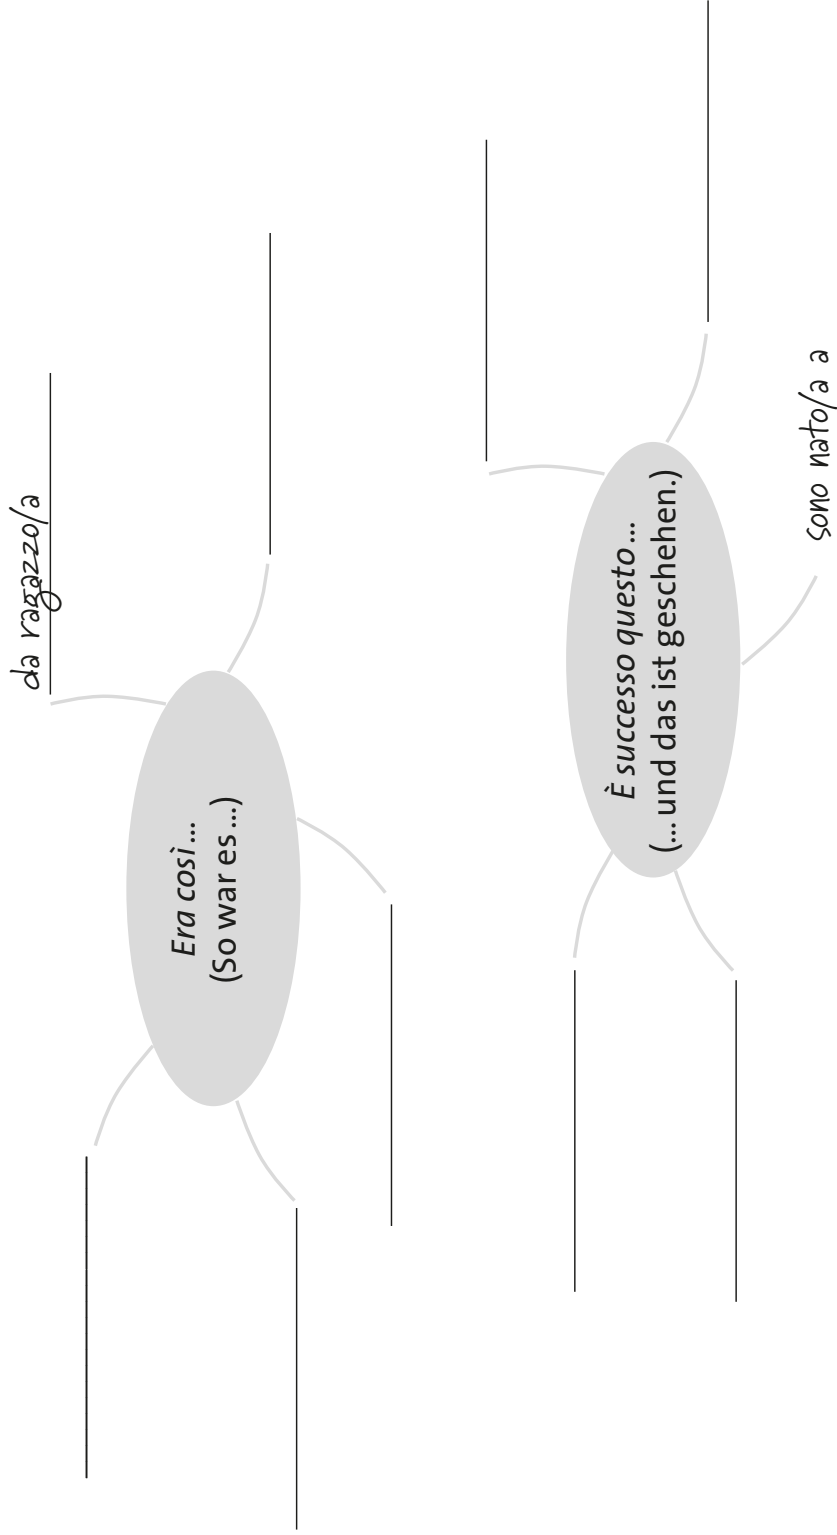 da ragazzo/a
Era così ...
(So war es ...)
È successo questo ...
(... und das ist geschehen.)
sono nato/a a